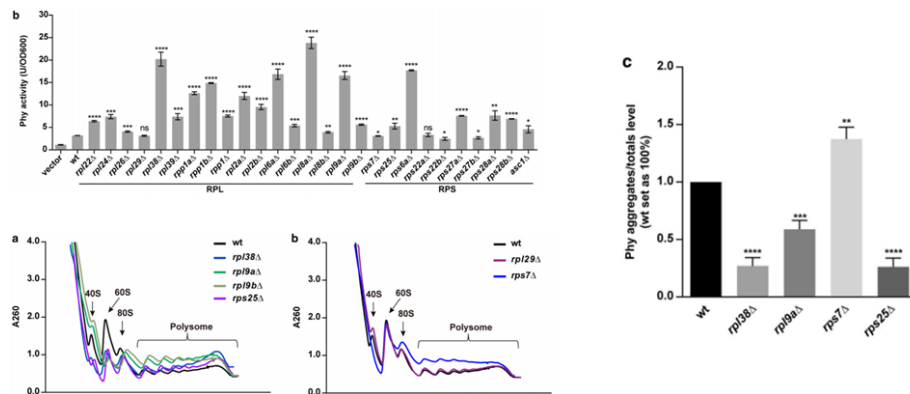 b
Phy activity (U/OD600)
30
25
20
15
10
5
0
**** *** *** ns **** *** **** **** **** **** **** **** *** **** ** **** **** * ** **** ns * *** * ** **** *
vector wt rpl22Δ rpl24Δ rpl26Δ rpl29Δ rpl38Δ rpl39Δ rpp1aΔ rpp1bΔ rpp1Δ rpl2aΔ rpl2bΔ rpl6aΔ rpl6bΔ rpl8aΔ rpl8bΔ rpl9aΔ rpl9bΔ rps7Δ rps25Δ rps6aΔ rps22aΔ rps22bΔ rps27aΔ rps27bΔ rps28aΔ rps28bΔ asc1Δ
RPL
RPS
a
A260
4.0
3.0
2.0
1.0
0.0
40S
60S
80S
Polysome
wt
rpl38Δ
rpl9aΔ
rpl9bΔ
rps25Δ
b
A260
4.0
3.0
2.0
1.0
0.0
40S
60S
80S
Polysome
wt
rpl29Δ
rps7Δ
c
Phy aggregates/totals level
(wt set as 100%)
2.0
1.5
1.0
0.5
0.0
**** *** ** ****
wt rpl38Δ rpl9aΔ rps7Δ rps25Δ